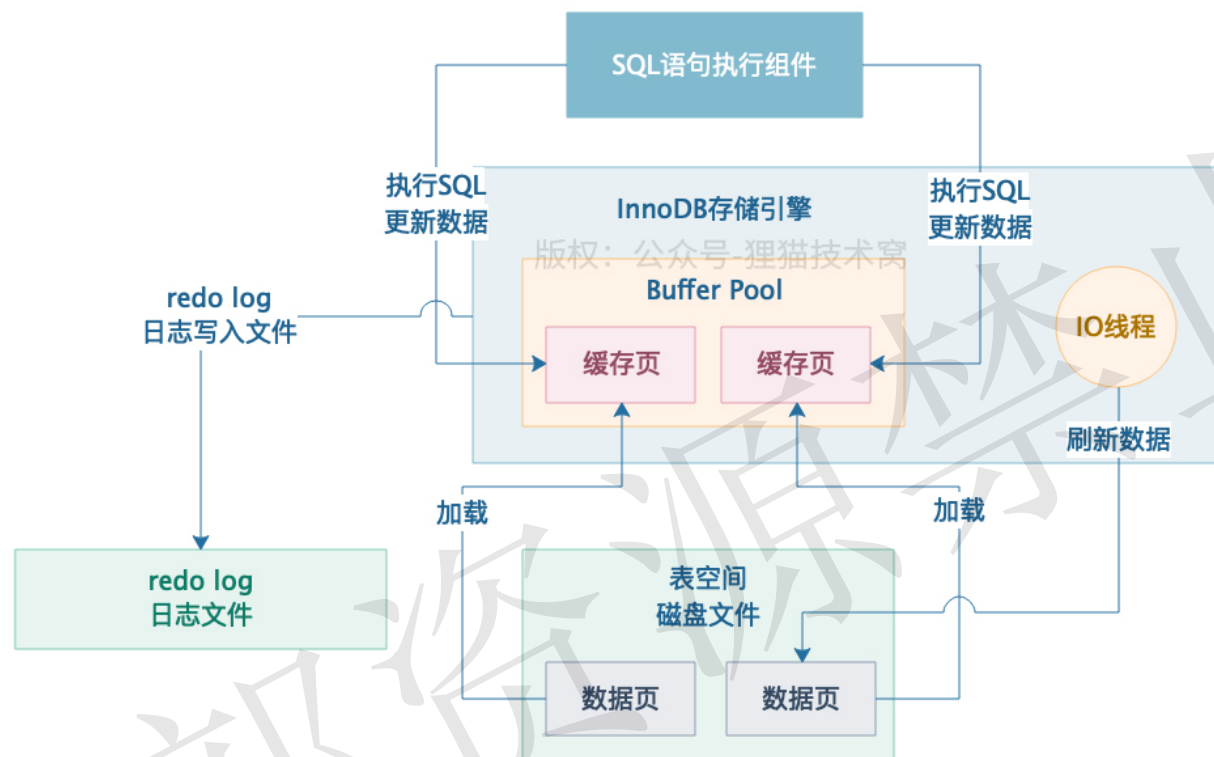 SQL语句执行组件
执行SQL
更新数据
InnoDB存储引擎
执行SQL
更新数据
版权：公众号-狸猫技术窝
Buffer Pool
redo log
日志写入文件
缓存页
缓存页
IO线程
刷新数据
加载
加载
redo log
日志文件
表空间
磁盘文件
数据页
数据页
资源禁